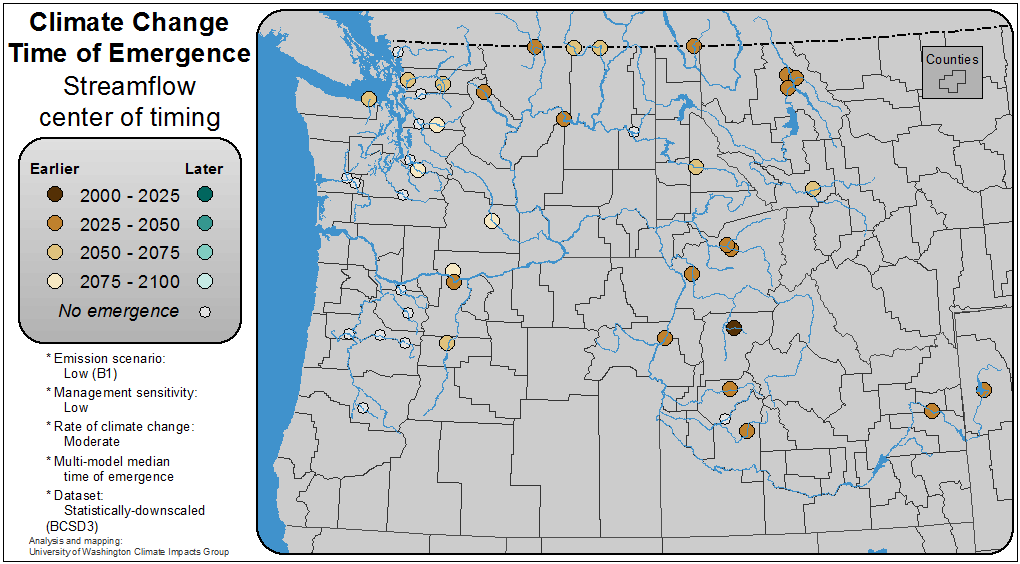 Climate Change
Time of Emergence
Streamflow
center of timing
Earlier Later
2000 - 2025
2025 - 2050
2050 - 2075
2075 - 2100
No emergence
* Emission scenario:
Low (B1)
* Management sensitivity:
Low
* Rate of climate change:
Moderate
* Multi-model median
time of emergence
* Dataset:
Statistically-downscaled
(BCSD3)
Analysis and mapping:
University of Washington Climate Impacts Group
Counties